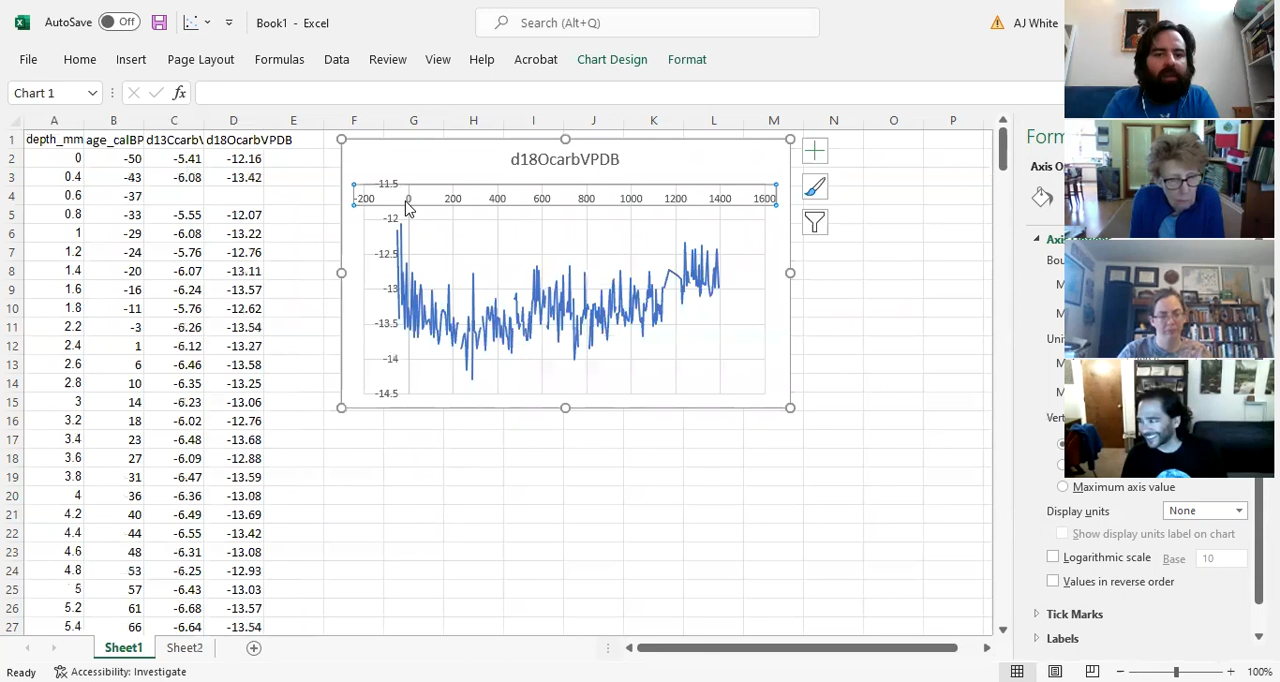 AutoSave Off Book1 - Excel Search (Alt+Q) AJ White
File Home Insert Page Layout Formulas Data Review View Help Acrobat Chart Design Format
Chart 1 fx
A B C D E F G H I J K L M N O P
1 depth_mm age_calBP d13CcarbV d18OcarbVPDB
2 0 -50 -5.41 -12.16
3 0.4 -43 -6.08 -13.42
4 0.6 -37
5 0.8 -33 -5.55 -12.07
6 1 -29 -6.08 -13.22
7 1.2 -24 -5.76 -12.76
8 1.4 -20 -6.07 -13.11
9 1.6 -16 -6.24 -13.57
10 1.8 -11 -5.76 -12.62
11 2.2 -3 -6.26 -13.54
12 2.4 1 -6.12 -13.27
13 2.6 6 -6.46 -13.58
14 2.8 10 -6.35 -13.25
15 3 14 -6.23 -13.06
16 3.2 18 -6.02 -12.76
17 3.4 23 -6.48 -13.68
18 3.6 27 -6.09 -12.88
19 3.8 31 -6.47 -13.59
20 4 36 -6.36 -13.08
21 4.2 40 -6.49 -13.69
22 4.4 44 -6.55 -13.42
23 4.6 48 -6.31 -13.08
24 4.8 53 -6.25 -12.93
25 5 57 -6.43 -13.03
26 5.2 61 -6.68 -13.57
27 5.4 66 -6.64 -13.54
d18OcarbVPDB
-11.5
-200 0 200 400 600 800 1000 1200 1400 1600
-12
-12.5
-13
-13.5
-14
-14.5
Form
Axis O
Axi
Bou
M
M
Uni
M
M
Vert
Maximum axis value
Display units None
Show display units label on chart
Logarithmic scale Base 10
Values in reverse order
Tick Marks
Labels
Sheet1 Sheet2
Ready Accessibility: Investigate 100%